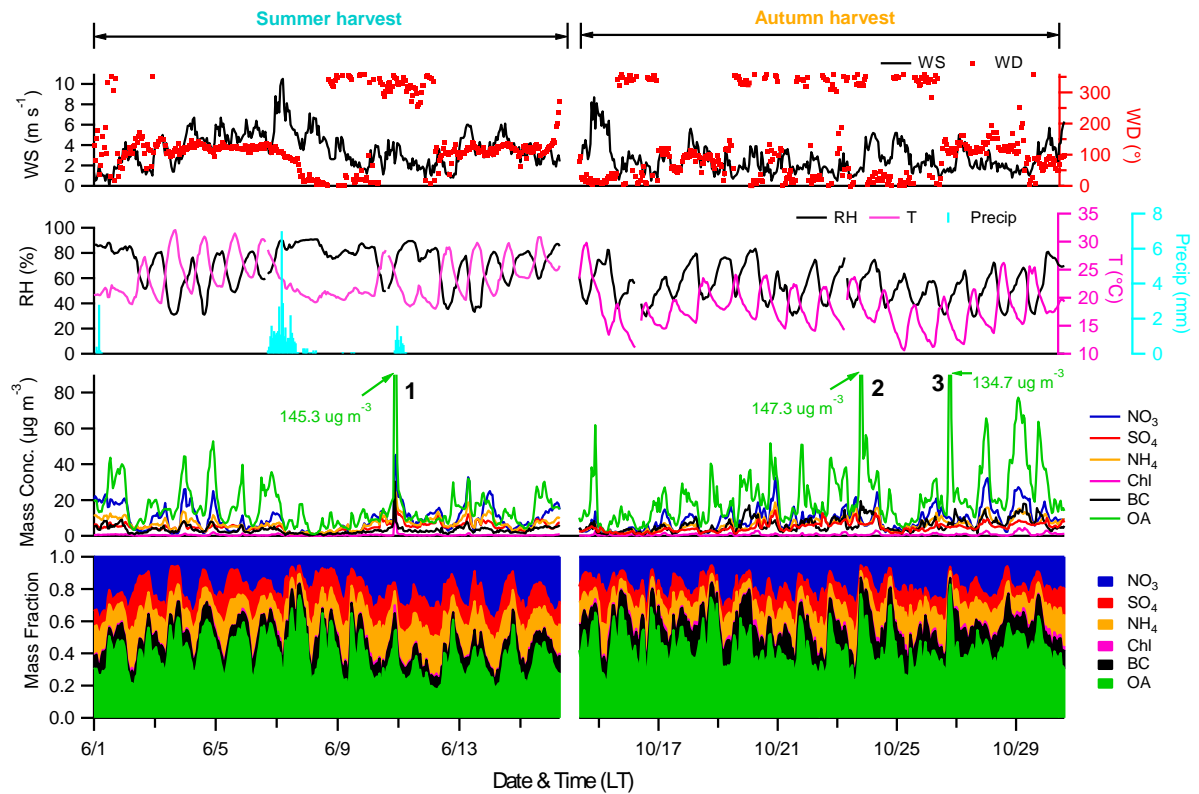 Summer harvest Autumn harvest
WS WD
WS (m s⁻¹)
10
8
6
4
2
0
300
200
100
0
WD (°)
RH T Precip
RH (%)
100
80
60
40
20
0
35
30
25
20
15
10
T (°C)
8
6
4
2
0
Precip (mm)
Mass Conc. (µg m⁻³)
80
60
40
20
0
145.3 ug m⁻³ 1
147.3 ug m⁻³ 2
3 134.7 ug m⁻³
NO₃
SO₄
NH₄
Chl
BC
OA
Mass Fraction
1.0
0.8
0.6
0.4
0.2
0.0
NO₃
SO₄
NH₄
Chl
BC
OA
6/1 6/5 6/9 6/13 10/17 10/21 10/25 10/29
Date & Time (LT)